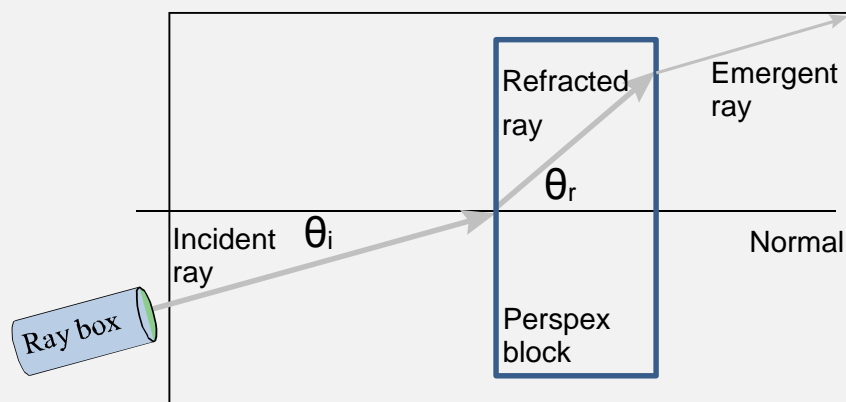 Refracted
ray
Emergent
ray
θr
θi
Incident
ray
Normal
Ray box
Perspex
block